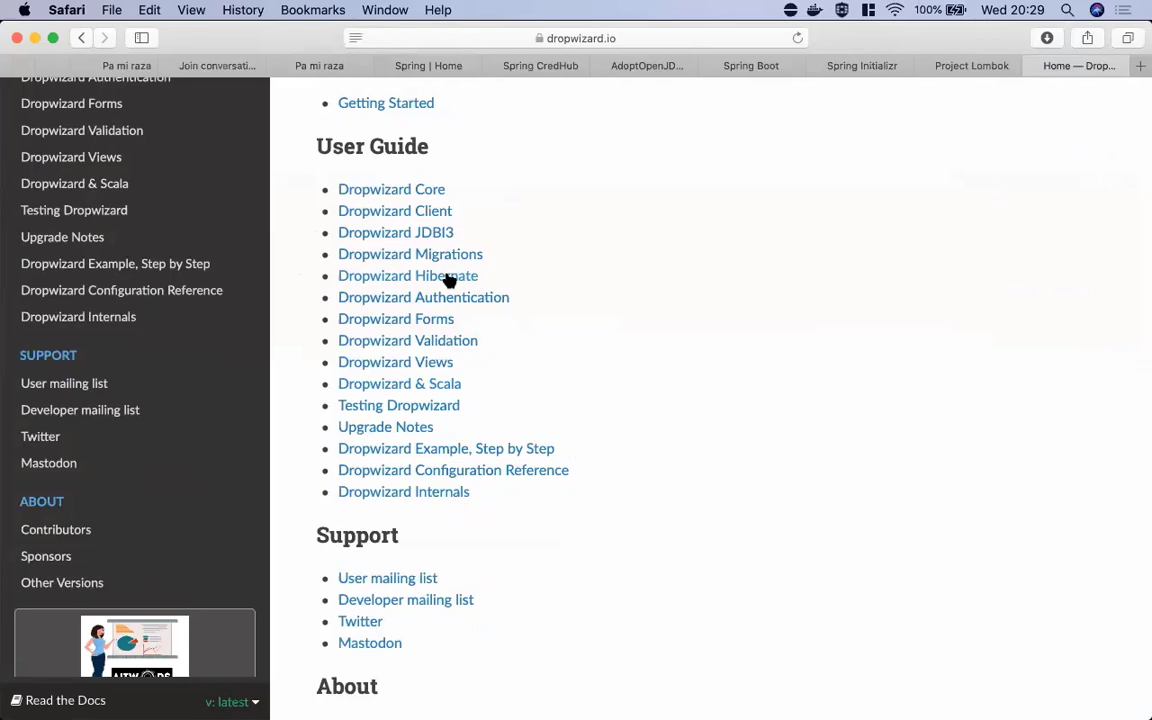 Safari File Edit View History Bookmarks Window Help 100% Wed 20:29
dropwizard.io
Pa mi raza Join conversati... Pa mi raza Spring | Home Spring CredHub AdoptOpenJD... Spring Boot Spring Initializr Project Lombok Home — Drop...
Dropwizard Authentication
Dropwizard Forms
Dropwizard Validation
Dropwizard Views
Dropwizard & Scala
Testing Dropwizard
Upgrade Notes
Dropwizard Example, Step by Step
Dropwizard Configuration Reference
Dropwizard Internals
SUPPORT
User mailing list
Developer mailing list
Twitter
Mastodon
ABOUT
Contributors
Sponsors
Other Versions
Read the Docs v: latest
Getting Started
User Guide
Dropwizard Core
Dropwizard Client
Dropwizard JDBI3
Dropwizard Migrations
Dropwizard Hibernate
Dropwizard Authentication
Dropwizard Forms
Dropwizard Validation
Dropwizard Views
Dropwizard & Scala
Testing Dropwizard
Upgrade Notes
Dropwizard Example, Step by Step
Dropwizard Configuration Reference
Dropwizard Internals
Support
User mailing list
Developer mailing list
Twitter
Mastodon
About